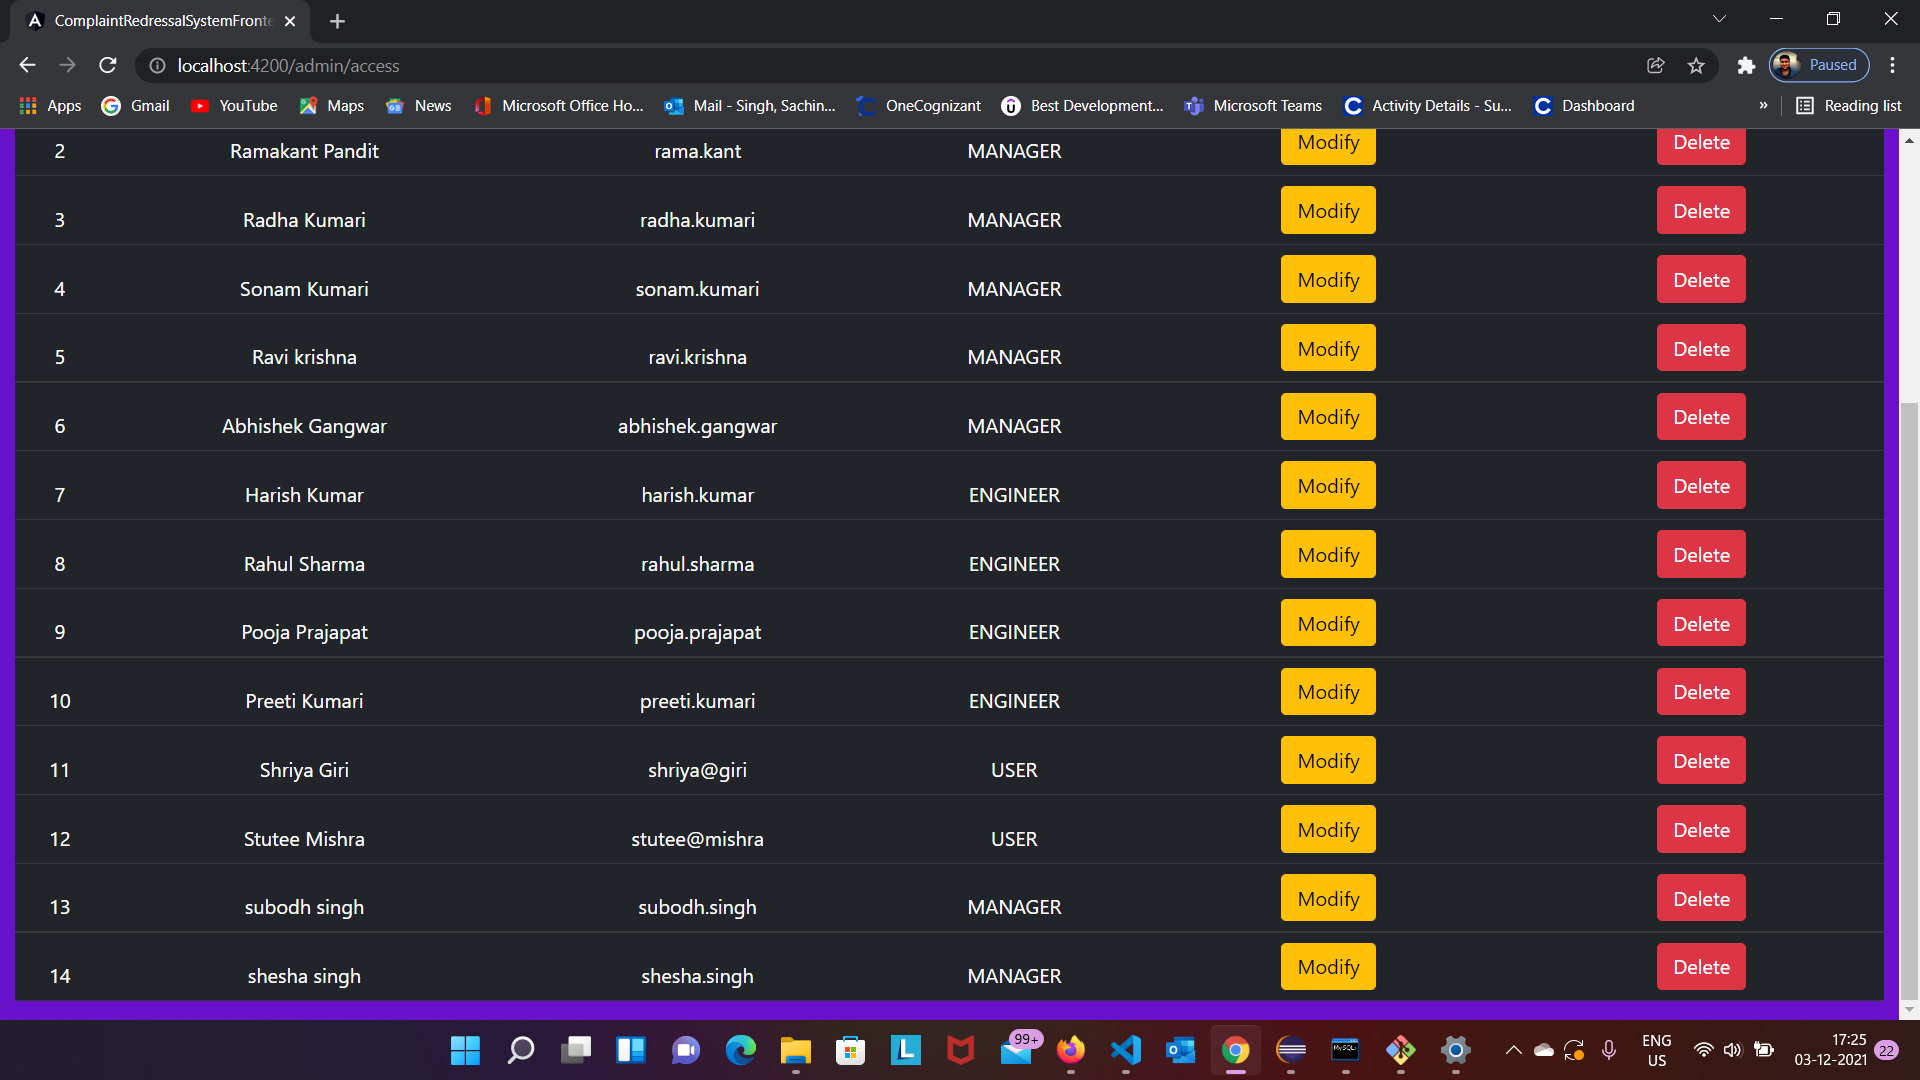 ComplaintRedressalSystemFronte
localhost:4200/admin/access
Paused
Apps Gmail YouTube Maps News Microsoft Office Ho... Mail - Singh, Sachin... OneCognizant Best Development... Microsoft Teams Activity Details - Su... Dashboard » Reading list
2 Ramakant Pandit rama.kant MANAGER Modify Delete
3 Radha Kumari radha.kumari MANAGER Modify Delete
4 Sonam Kumari sonam.kumari MANAGER Modify Delete
5 Ravi krishna ravi.krishna MANAGER Modify Delete
6 Abhishek Gangwar abhishek.gangwar MANAGER Modify Delete
7 Harish Kumar harish.kumar ENGINEER Modify Delete
8 Rahul Sharma rahul.sharma ENGINEER Modify Delete
9 Pooja Prajapat pooja.prajapat ENGINEER Modify Delete
10 Preeti Kumari preeti.kumari ENGINEER Modify Delete
11 Shriya Giri shriya@giri USER Modify Delete
12 Stutee Mishra stutee@mishra USER Modify Delete
13 subodh singh subodh.singh MANAGER Modify Delete
14 shesha singh shesha.singh MANAGER Modify Delete
99+
MySQL
ENG
US
17:25
03-12-2021
22